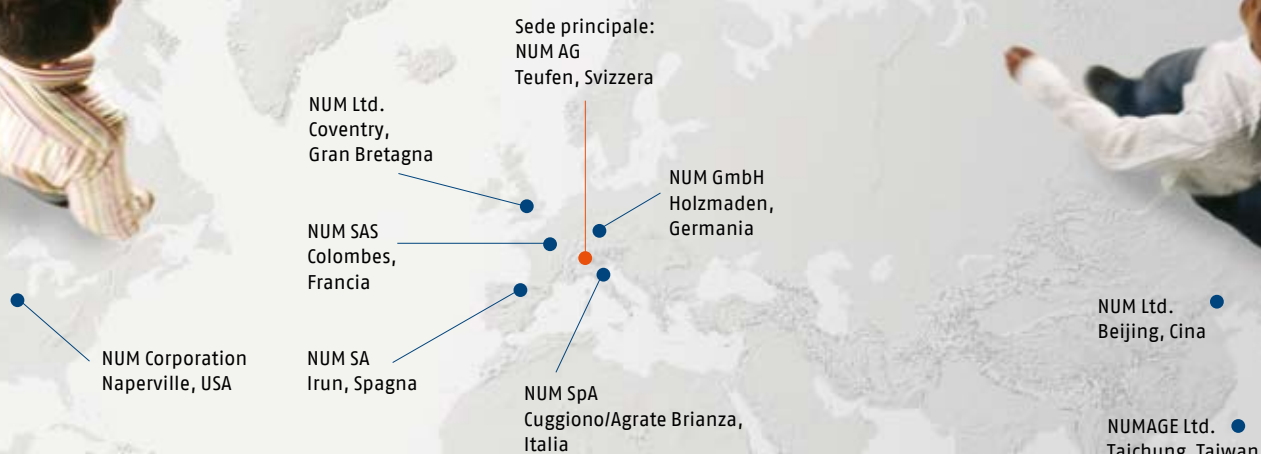 Sede principale:
NUM AG
Teufen, Svizzera
NUM Ltd.
Coventry,
Gran Bretagna
NUM GmbH
Holzmaden,
Germania
NUM SAS
Colombes,
Francia
NUM Ltd.
Beijing, Cina
NUM Corporation
Naperville, USA
NUM SA
Irun, Spagna
NUM SpA
Cuggiono/Agrate Brianza,
Italia
NUMAGE Ltd.
Taichung, Taiwan